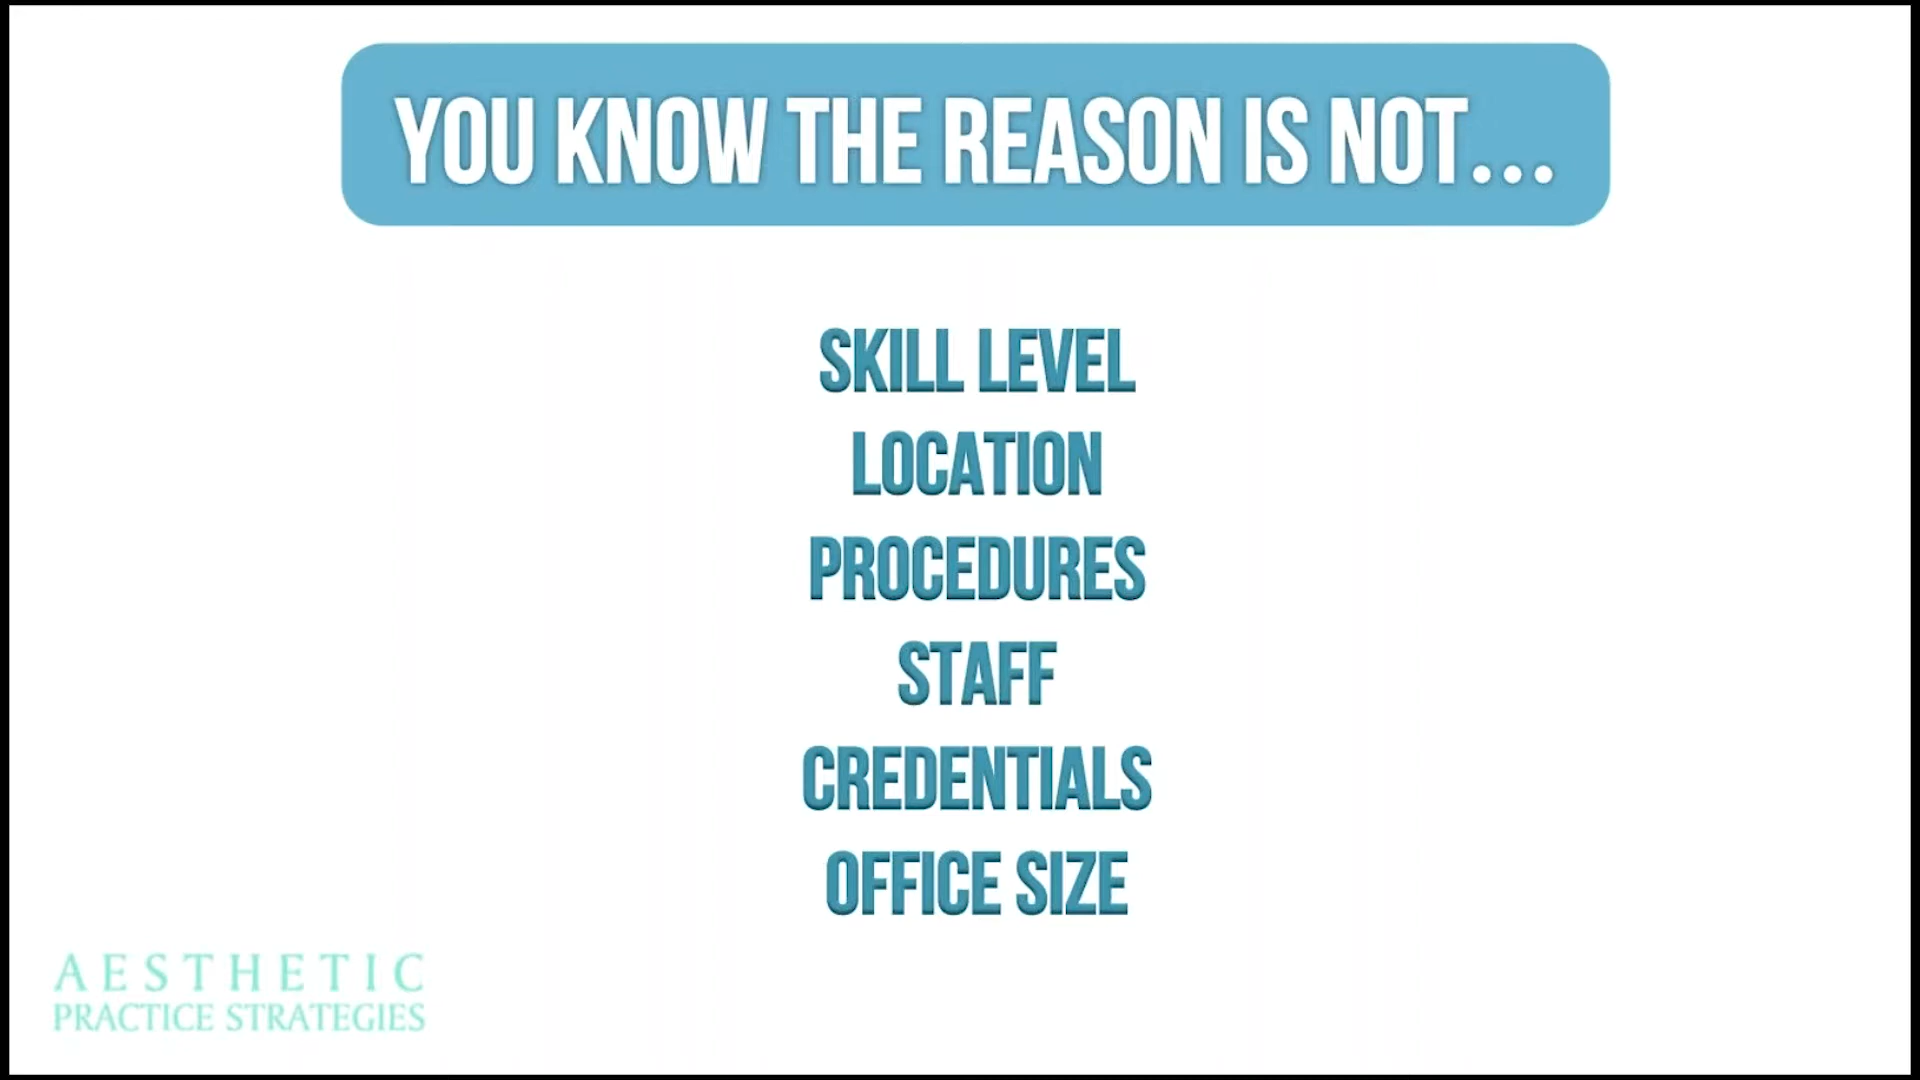 YOU KNOW THE REASON IS NOT...
SKILL LEVEL
LOCATION
PROCEDURES
STAFF
CREDENTIALS
OFFICE SIZE
AESTHETIC
PRACTICE STRATEGIES